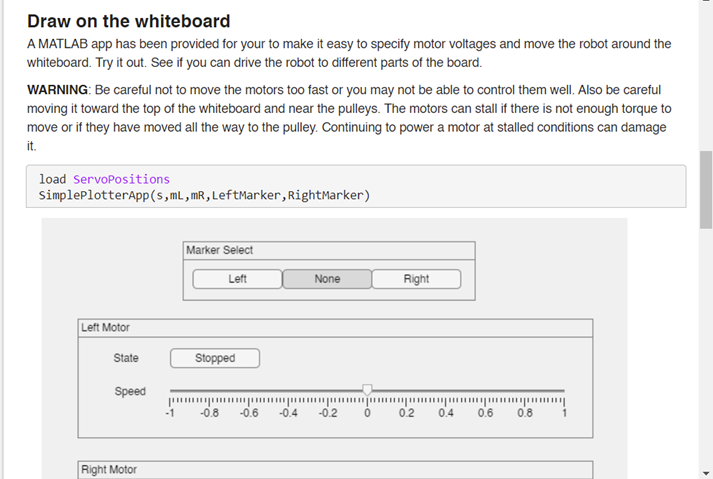 Draw on the whiteboard
A MATLAB app has been provided for your to make it easy to specify motor voltages and move the robot around the
whiteboard. Try it out. See if you can drive the robot to different parts of the board.
WARNING: Be careful not to move the motors too fast or you may not be able to control them well. Also be careful
moving it toward the top of the whiteboard and near the pulleys. The motors can stall if there is not enough torque to
move or if they have moved all the way to the pulley. Continuing to power a motor at stalled conditions can damage
it.
load ServoPositions
SimplePlotterApp(s,mL,mR,LeftMarker,RightMarker)
Marker Select
Left None Right
Left Motor
State Stopped
Speed
-1 -0.8 -0.6 -0.4 -0.2 0 0.2 0.4 0.6 0.8 1
Right Motor